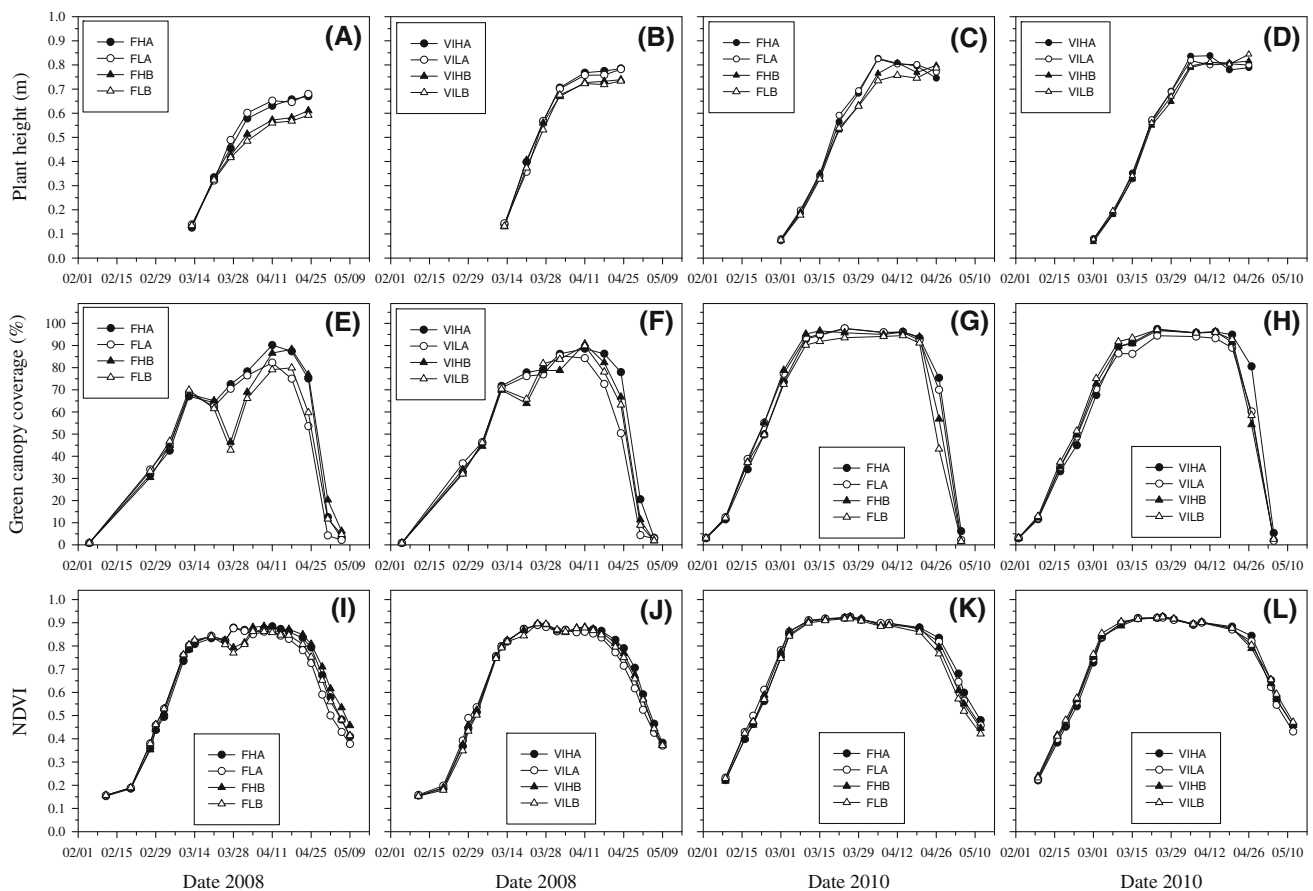 (A)
(B)
(C)
(D)
FHA
FLA
FHB
FLB
VIHA
VILA
VIHB
VILB
FHA
FLA
FHB
FLB
VIHA
VILA
VIHB
VILB
Plant height (m)
1.0
0.9
0.8
0.7
0.6
0.5
0.4
0.3
0.2
0.1
0.0
02/01 02/15 02/29 03/14 03/28 04/11 04/25 05/09
02/01 02/15 02/29 03/14 03/28 04/11 04/25 05/09
02/01 02/15 03/01 03/15 03/29 04/12 04/26 05/10
02/01 02/15 03/01 03/15 03/29 04/12 04/26 05/10
(E)
(F)
(G)
(H)
FHA
FLA
FHB
FLB
VIHA
VILA
VIHB
VILB
FHA
FLA
FHB
FLB
VIHA
VILA
VIHB
VILB
Green canopy coverage (%)
100
90
80
70
60
50
40
30
20
10
0
02/01 02/15 02/29 03/14 03/28 04/11 04/25 05/09
02/01 02/15 02/29 03/14 03/28 04/11 04/25 05/09
02/01 02/15 03/01 03/15 03/29 04/12 04/26 05/10
02/01 02/15 03/01 03/15 03/29 04/12 04/26 05/10
(I)
(J)
(K)
(L)
FHA
FLA
FHB
FLB
VIHA
VILA
VIHB
VILB
FHA
FLA
FHB
FLB
VIHA
VILA
VIHB
VILB
NDVI
1.0
0.9
0.8
0.7
0.6
0.5
0.4
0.3
0.2
0.1
0.0
02/01 02/15 02/29 03/14 03/28 04/11 04/25 05/09
02/01 02/15 02/29 03/14 03/28 04/11 04/25 05/09
02/01 02/15 03/01 03/15 03/29 04/12 04/26 05/10
02/01 02/15 03/01 03/15 03/29 04/12 04/26 05/10
Date 2008
Date 2008
Date 2010
Date 2010